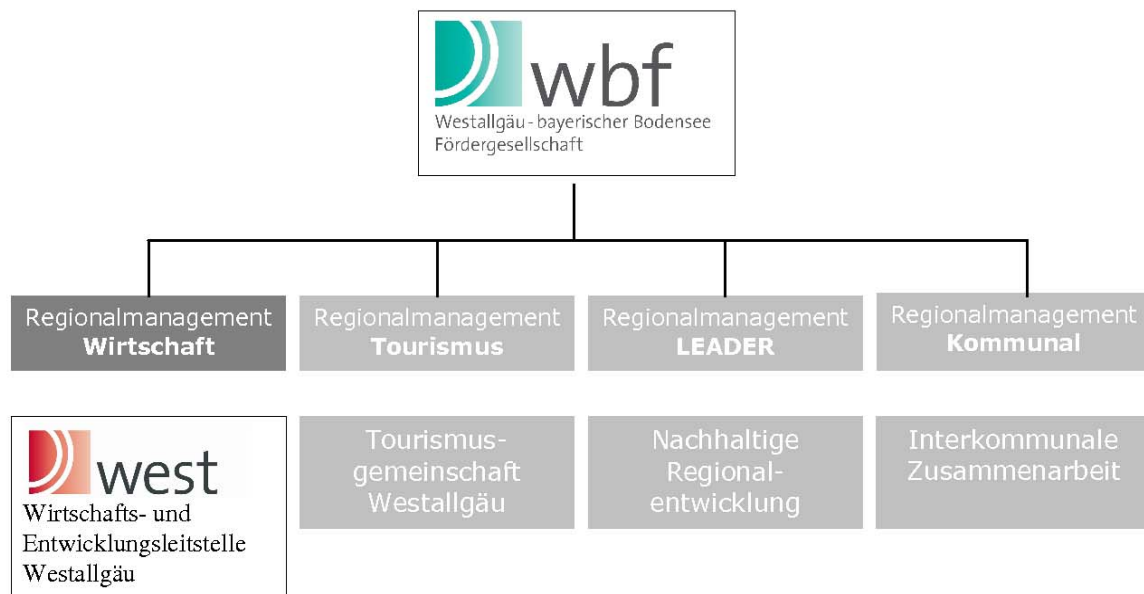 wbf
Westallgäu-bayerischer Bodensee
Fördergesellschaft
Regionalmanagement
Wirtschaft
Regionalmanagement
Tourismus
Regionalmanagement
LEADER
Regionalmanagement
Kommunal
west
Wirtschafts- und
Entwicklungsleitstelle
Westallgäu
Tourismus-
gemeinschaft
Westallgäu
Nachhaltige
Regional-
entwicklung
Interkommunale
Zusammenarbeit